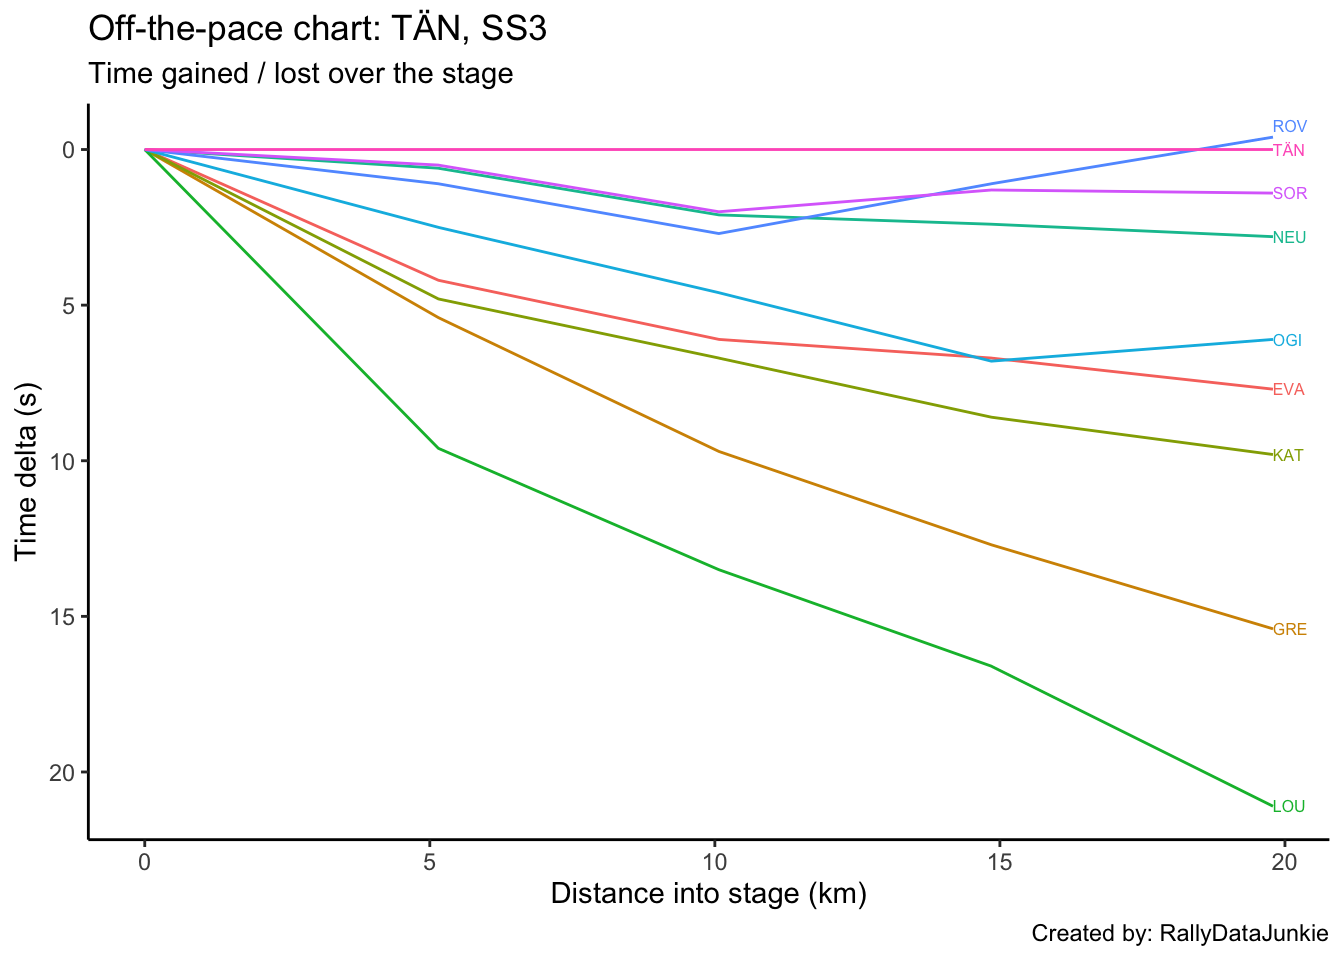 Off-the-pace chart: TÄN, SS3
Time gained / lost over the stage
Time delta (s)
0
5
10
15
20
ROV
TÄN
SOR
NEU
OGI
EVA
KAT
GRE
LOU
0 5 10 15 20
Distance into stage (km)
Created by: RallyDataJunkie